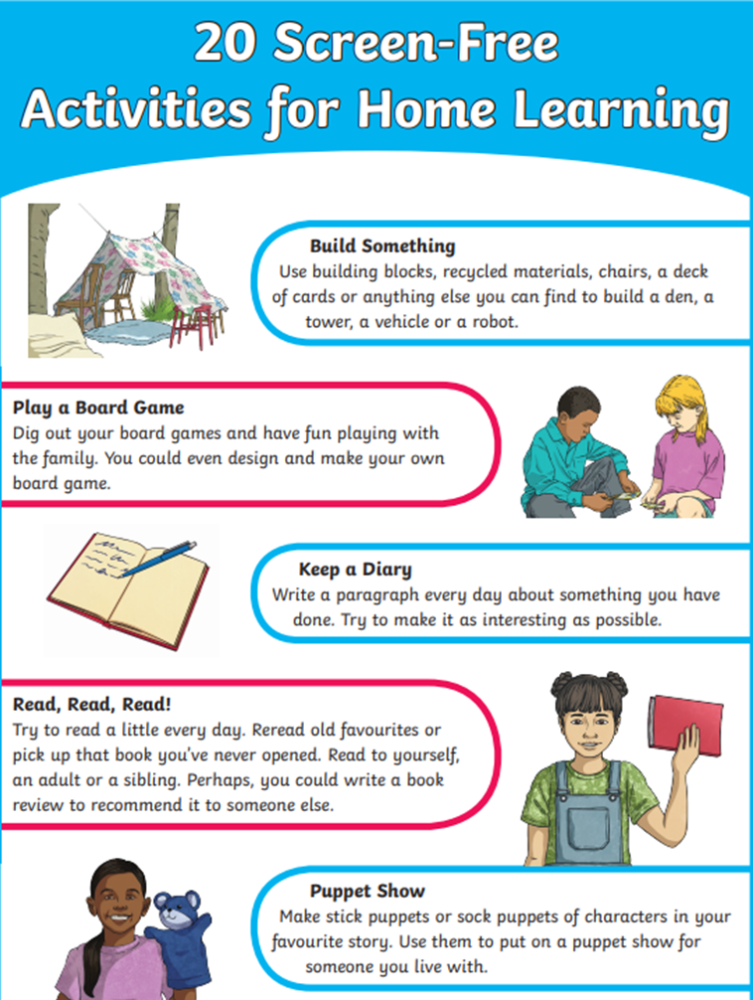 20 Screen-Free
Activities for Home Learning
Build Something
Use building blocks, recycled materials, chairs, a deck
of cards or anything else you can find to build a den, a
tower, a vehicle or a robot.
Play a Board Game
Dig out your board games and have fun playing with
the family. You could even design and make your own
board game.
Keep a Diary
Write a paragraph every day about something you have
done. Try to make it as interesting as possible.
Read, Read, Read!
Try to read a little every day. Reread old favourites or
pick up that book you've never opened. Read to yourself,
an adult or a sibling. Perhaps, you could write a book
review to recommend it to someone else.
Puppet Show
Make stick puppets or sock puppets of characters in your
favourite story. Use them to put on a puppet show for
someone you live with.